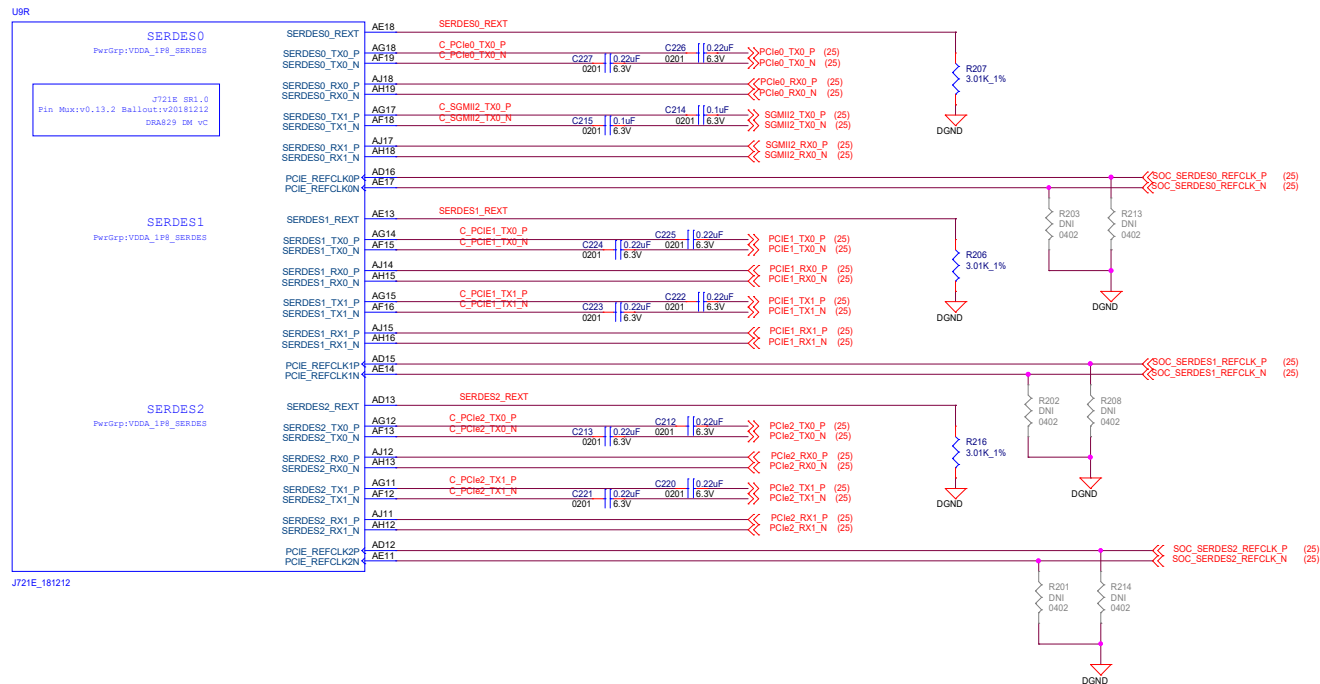 U9R
SERDES0
PwrGrp:VDDA_1P8_SERDES
J721E SR1.0
Pin Mux:v0.13.2 Ballout:v20181212
DRA829 DM vC
SERDES0_REXT AE18 SERDES0_REXT
SERDES0_TX0_P AG18 C_PCIe0_TX0_P C226 0.22uF 0201 6.3V PCIe0_TX0_P (25)
SERDES0_TX0_N AF19 C_PCIe0_TX0_N C227 0.22uF 0201 6.3V PCIe0_TX0_N (25)
R207
3.01K_1%
DGND
SERDES0_RX0_P AJ18 PCIe0_RX0_P (25)
SERDES0_RX0_N AH19 PCIe0_RX0_N (25)
SERDES0_TX1_P AG17 C_SGMII2_TX0_P C214 0.1uF 0201 6.3V SGMII2_TX0_P (25)
SERDES0_TX1_N AF18 C_SGMII2_TX0_N C215 0.1uF 0201 6.3V SGMII2_TX0_N (25)
SERDES0_RX1_P AJ17 SGMII2_RX0_P (25)
SERDES0_RX1_N AH18 SGMII2_RX0_N (25)
PCIE_REFCLK0P AD16 SOC_SERDES0_REFCLK_P (25)
PCIE_REFCLK0N AE17 SOC_SERDES0_REFCLK_N (25)
R203
DNI
0402
R213
DNI
0402
DGND
SERDES1
PwrGrp:VDDA_1P8_SERDES
SERDES1_REXT AE13 SERDES1_REXT
SERDES1_TX0_P AG14 C_PCIE1_TX0_P C225 0.22uF 0201 6.3V PCIE1_TX0_P (25)
SERDES1_TX0_N AF15 C_PCIE1_TX0_N C224 0.22uF 0201 6.3V PCIE1_TX0_N (25)
R206
3.01K_1%
DGND
SERDES1_RX0_P AJ14 PCIE1_RX0_P (25)
SERDES1_RX0_N AH15 PCIE1_RX0_N (25)
SERDES1_TX1_P AG15 C_PCIE1_TX1_P C222 0.22uF 0201 6.3V PCIE1_TX1_P (25)
SERDES1_TX1_N AF16 C_PCIE1_TX1_N C223 0.22uF 0201 6.3V PCIE1_TX1_N (25)
SERDES1_RX1_P AJ15 PCIE1_RX1_P (25)
SERDES1_RX1_N AH16 PCIE1_RX1_N (25)
PCIE_REFCLK1P AD15 SOC_SERDES1_REFCLK_P (25)
PCIE_REFCLK1N AE14 SOC_SERDES1_REFCLK_N (25)
R202
DNI
0402
R208
DNI
0402
DGND
SERDES2
PwrGrp:VDDA_1P8_SERDES
SERDES2_REXT AD13 SERDES2_REXT
SERDES2_TX0_P AG12 C_PCIe2_TX0_P C212 0.22uF 0201 6.3V PCIe2_TX0_P (25)
SERDES2_TX0_N AF13 C_PCIe2_TX0_N C213 0.22uF 0201 6.3V PCIe2_TX0_N (25)
R216
3.01K_1%
DGND
SERDES2_RX0_P AJ12 PCIe2_RX0_P (25)
SERDES2_RX0_N AH13 PCIe2_RX0_N (25)
SERDES2_TX1_P AG11 C_PCIe2_TX1_P C220 0.22uF 0201 6.3V PCIe2_TX1_P (25)
SERDES2_TX1_N AF12 C_PCIe2_TX1_N C221 0.22uF 0201 6.3V PCIe2_TX1_N (25)
SERDES2_RX1_P AJ11 PCIe2_RX1_P (25)
SERDES2_RX1_N AH12 PCIe2_RX1_N (25)
PCIE_REFCLK2P AD12 SOC_SERDES2_REFCLK_P (25)
PCIE_REFCLK2N AE11 SOC_SERDES2_REFCLK_N (25)
J721E_181212
R201
DNI
0402
R214
DNI
0402
DGND